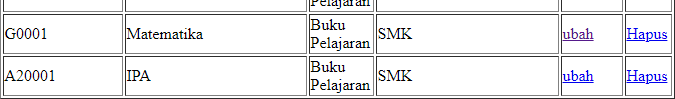 Pelajaran
G0001 Matematika Buku Pelajaran SMK ubah Hapus
A20001 IPA Buku Pelajaran SMK ubah Hapus